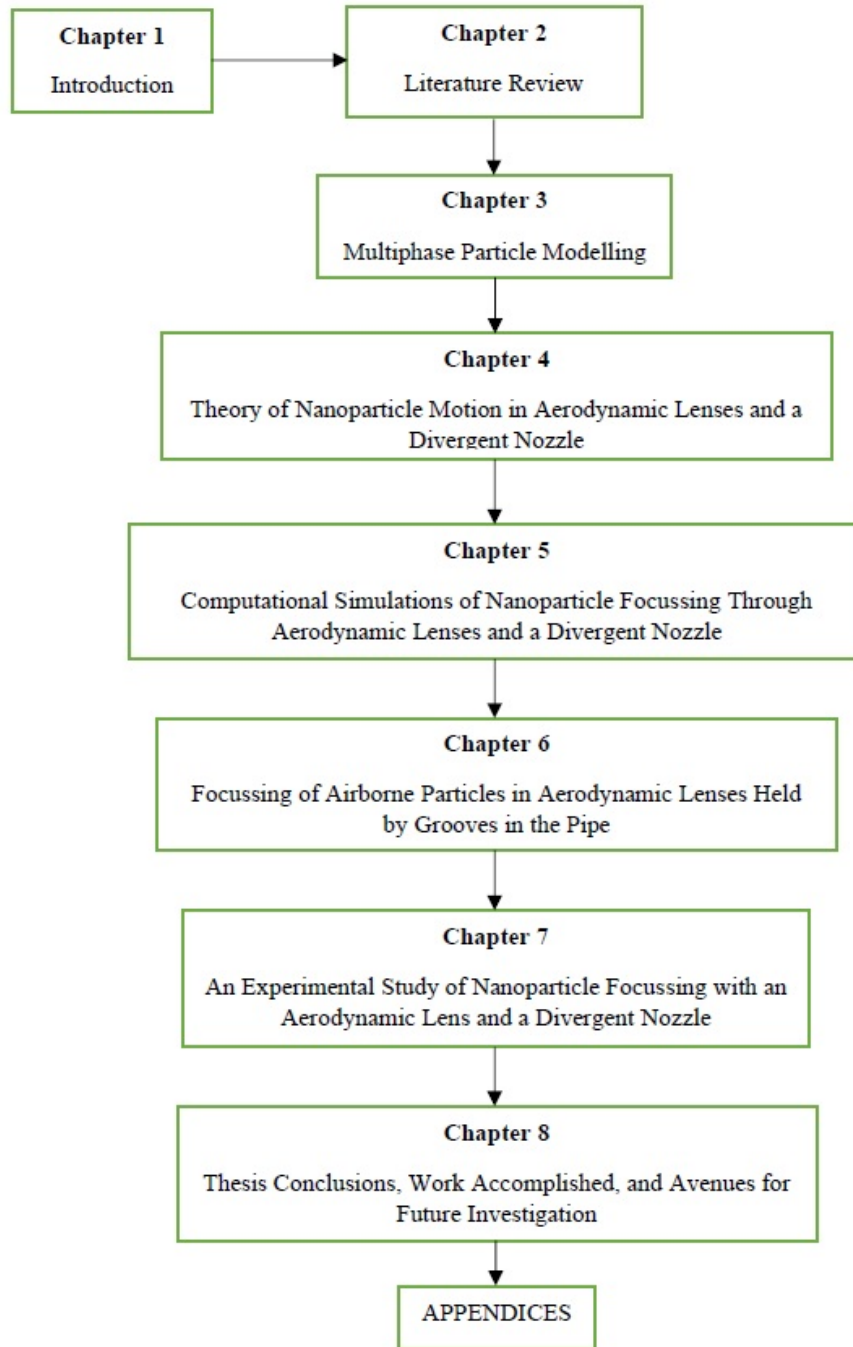 Chapter 1
Introduction
Chapter 2
Literature Review
Chapter 3
Multiphase Particle Modelling
Chapter 4
Theory of Nanoparticle Motion in Aerodynamic Lenses and a
Divergent Nozzle
Chapter 5
Computational Simulations of Nanoparticle Focussing Through
Aerodynamic Lenses and a Divergent Nozzle
Chapter 6
Focussing of Airborne Particles in Aerodynamic Lenses Held
by Grooves in the Pipe
Chapter 7
An Experimental Study of Nanoparticle Focussing with an
Aerodynamic Lens and a Divergent Nozzle
Chapter 8
Thesis Conclusions, Work Accomplished, and Avenues for
Future Investigation
APPENDICES